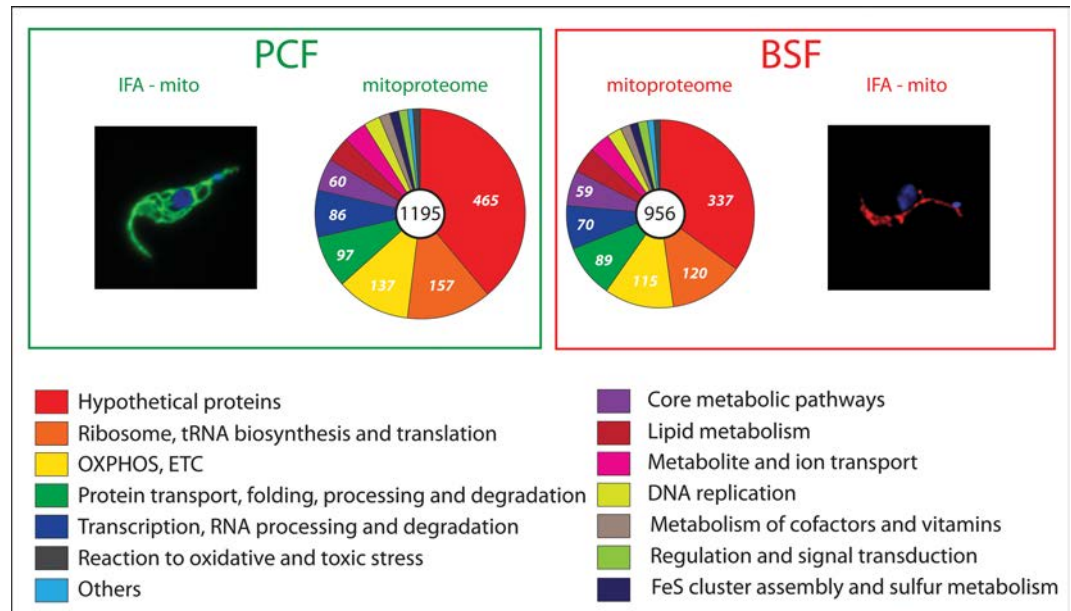 PCF
IFA - mito
mitoproteome
1195
465
157
137
97
86
60
BSF
mitoproteome
IFA - mito
956
337
120
115
89
70
59
Hypothetical proteins
Ribosome, tRNA biosynthesis and translation
OXPHOS, ETC
Protein transport, folding, processing and degradation
Transcription, RNA processing and degradation
Reaction to oxidative and toxic stress
Others
Core metabolic pathways
Lipid metabolism
Metabolite and ion transport
DNA replication
Metabolism of cofactors and vitamins
Regulation and signal transduction
FeS cluster assembly and sulfur metabolism